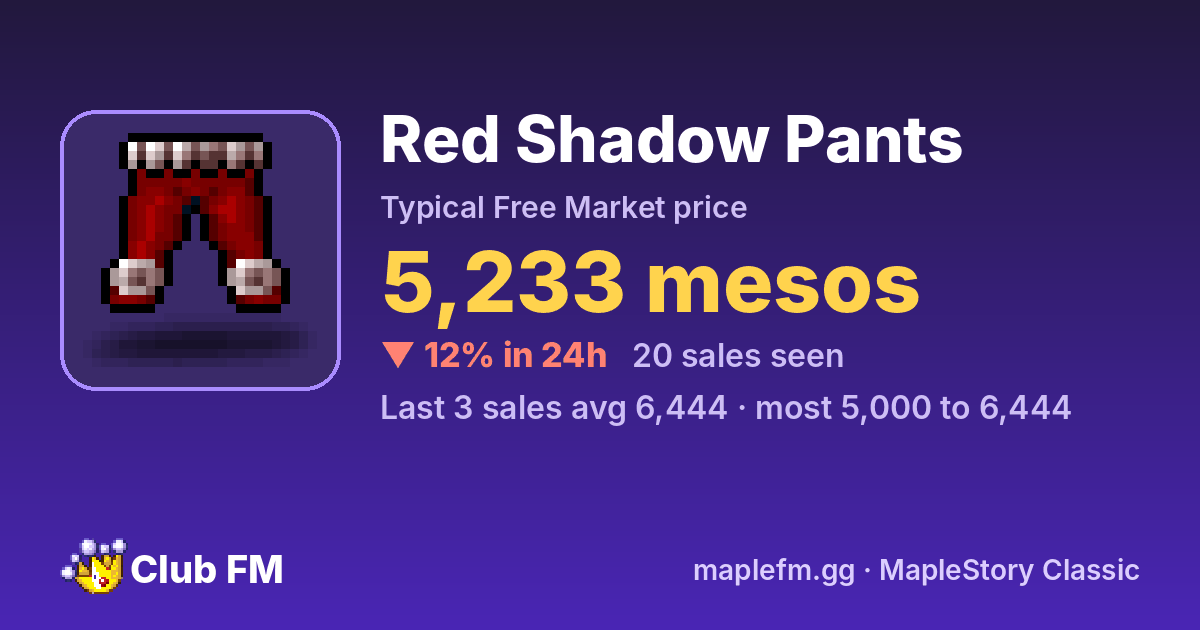 Red Shadow Pants
Typical Free Market price
5,233 mesos
▼ 12% in 24h 20 sales seen
Last 3 sales avg 6,444 · most 5,000 to 6,444
Club FM
maplefm.gg · MapleStory Classic